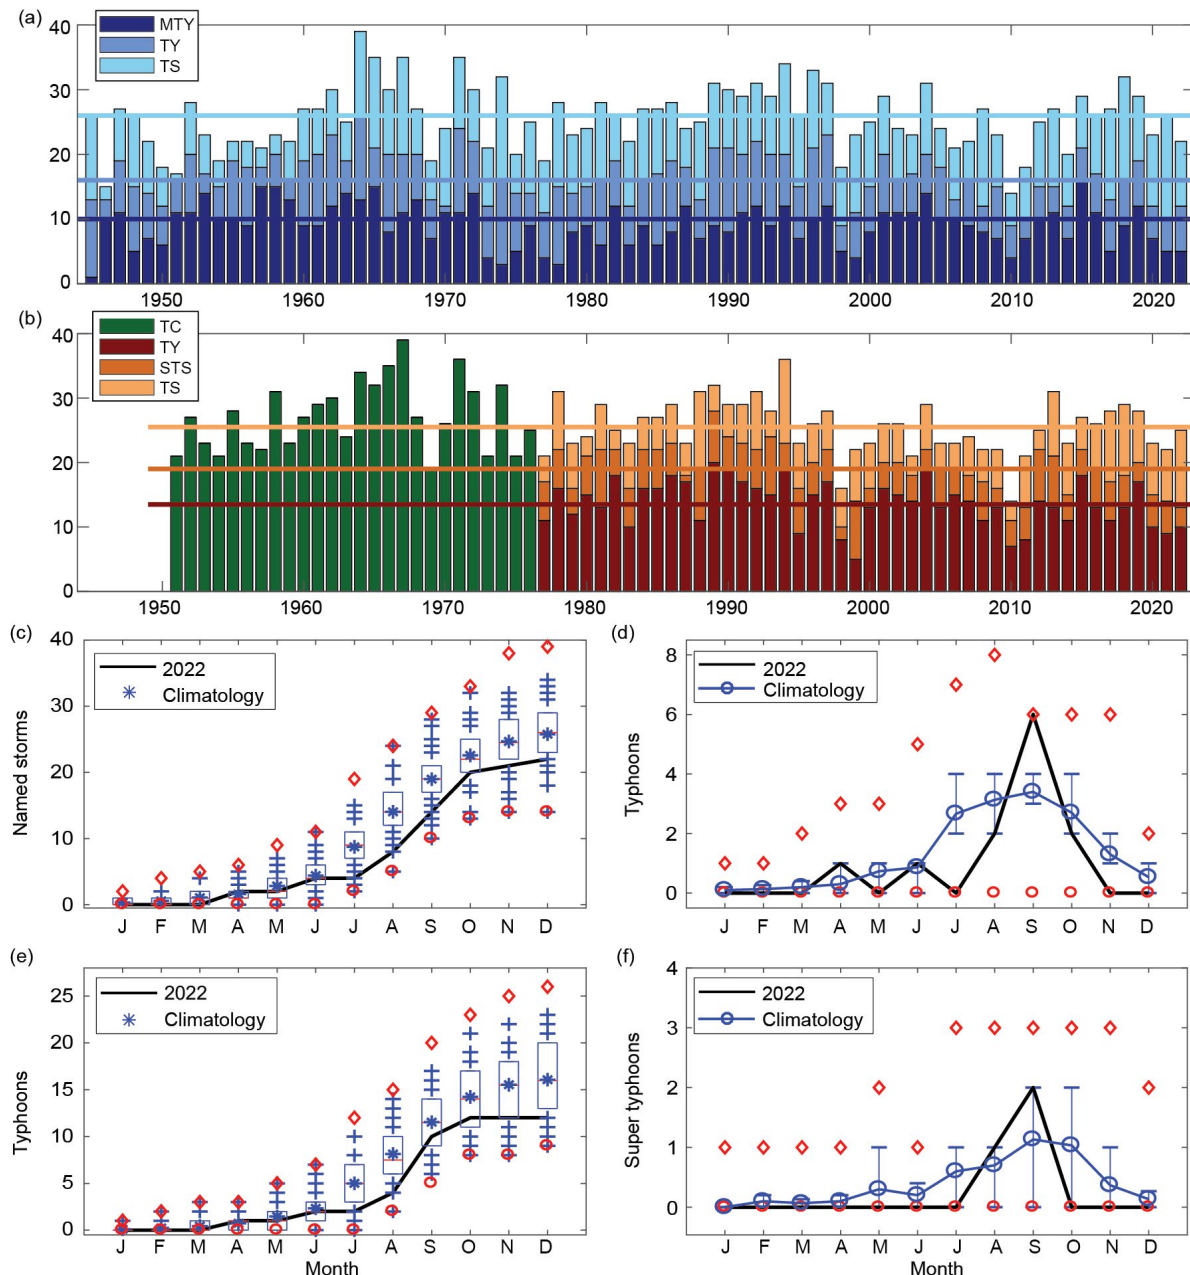 (a)
MTY
TY
TS
40
30
20
10
0
1950 1960 1970 1980 1990 2000 2010 2020
(b)
TC
TY
STS
TS
40
30
20
10
0
1950 1960 1970 1980 1990 2000 2010 2020
(c)
2022
Climatology
Named storms
40
30
20
10
0
J F M A M J J A S O N D
(d)
2022
Climatology
Typhoons
8
6
4
2
0
J F M A M J J A S O N D
(e)
2022
Climatology
Typhoons
25
20
15
10
5
0
J F M A M J J A S O N D
Month
(f)
2022
Climatology
Super typhoons
4
3
2
1
0
J F M A M J J A S O N D
Month